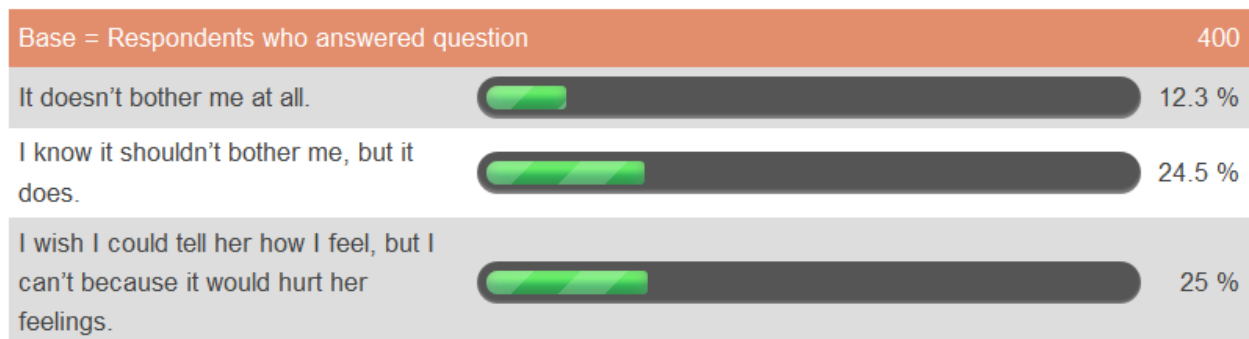 Base = Respondents who answered question 400
It doesn’t bother me at all. 12.3 %
I know it shouldn’t bother me, but it
does. 24.5 %
I wish I could tell her how I feel, but I
can’t because it would hurt her 25 %
feelings.